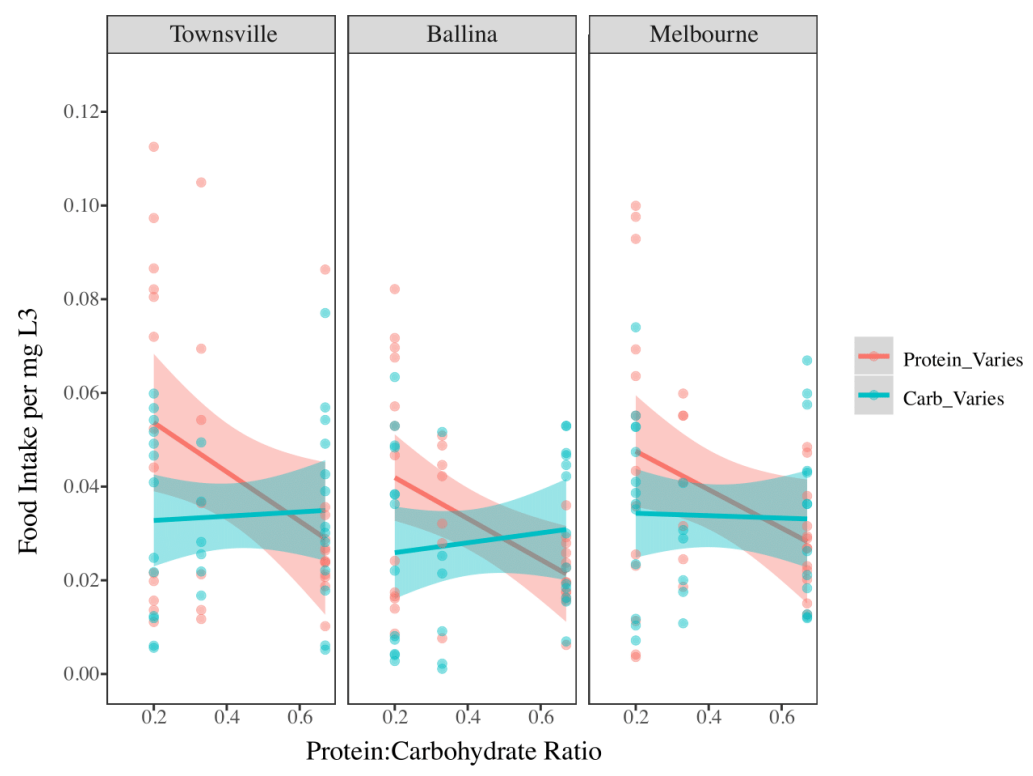 Townsville Ballina Melbourne
0.12
0.10
0.08
0.06
0.04
0.02
0.00
Food Intake per mg L3
0.2 0.4 0.6 0.2 0.4 0.6 0.2 0.4 0.6
Protein:Carbohydrate Ratio
Protein_Varies
Carb_Varies